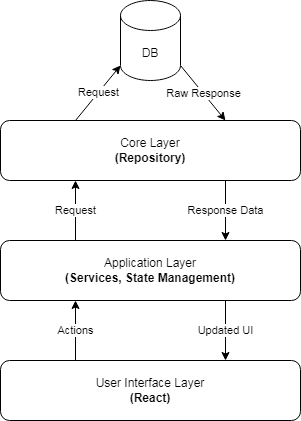 DB
Request
Raw Response
Core Layer
(Repository)
Request
Response Data
Application Layer
(Services, State Management)
Actions
Updated UI
User Interface Layer
(React)